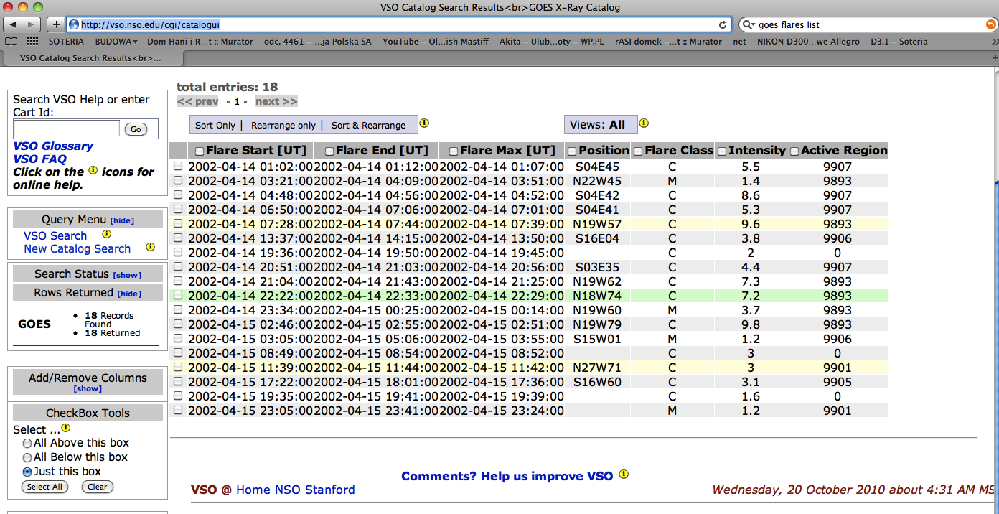 VSO Catalog Search Results<br>GOES X-Ray Catalog
http://vso.nso.edu/cgi/catalogui
goes flares list
SOTERIA BUDOWA▾ Dom Hani i R...t :: Murator odc. 4461 – ...ja Polska SA YouTube – Ol...ish Mastiff Akita – Ulub...oty – WP.PL rASI domek –...t :: Murator net NIKON D300...we Allegro D3.1 – Soteria
VSO Catalog Search Results<br>...
Search VSO Help or enter
Cart Id:
Go
VSO Glossary
VSO FAQ
Click on the i icons for
online help.
Query Menu [hide]
VSO Search i
New Catalog Search i
Search Status [show]
Rows Returned [hide]
GOES
• 18 Records
Found
• 18 Returned
Add/Remove Columns
[show]
CheckBox Tools
Select ... i
All Above this box
All Below this box
Just this box
Select All Clear
total entries: 18
<< prev - 1 - next >>
Sort Only | Rearrange only | Sort & Rearrange i Views: All i
Flare Start [UT] Flare End [UT] Flare Max [UT] Position Flare Class Intensity Active Region
2002-04-14 01:02:00 2002-04-14 01:12:00 2002-04-14 01:07:00 S04E45 C 5.5 9907
2002-04-14 03:21:00 2002-04-14 04:09:00 2002-04-14 03:51:00 N22W45 M 1.4 9893
2002-04-14 04:48:00 2002-04-14 04:56:00 2002-04-14 04:52:00 S04E42 C 8.6 9907
2002-04-14 06:50:00 2002-04-14 07:06:00 2002-04-14 07:01:00 S04E41 C 5.3 9907
2002-04-14 07:28:00 2002-04-14 07:44:00 2002-04-14 07:39:00 N19W57 C 9.6 9893
2002-04-14 13:37:00 2002-04-14 14:15:00 2002-04-14 13:50:00 S16E04 C 3.8 9906
2002-04-14 19:36:00 2002-04-14 19:50:00 2002-04-14 19:45:00 C 2 0
2002-04-14 20:51:00 2002-04-14 21:03:00 2002-04-14 20:56:00 S03E35 C 4.4 9907
2002-04-14 21:04:00 2002-04-14 21:43:00 2002-04-14 21:25:00 N19W62 C 7.3 9893
2002-04-14 22:22:00 2002-04-14 22:33:00 2002-04-14 22:29:00 N18W74 C 7.2 9893
2002-04-14 23:34:00 2002-04-15 00:25:00 2002-04-15 00:14:00 N19W60 M 3.7 9893
2002-04-15 02:46:00 2002-04-15 02:55:00 2002-04-15 02:51:00 N19W79 C 9.8 9893
2002-04-15 03:05:00 2002-04-15 05:06:00 2002-04-15 03:55:00 S15W01 M 1.2 9906
2002-04-15 08:49:00 2002-04-15 08:54:00 2002-04-15 08:52:00 C 3 0
2002-04-15 11:39:00 2002-04-15 11:44:00 2002-04-15 11:42:00 N27W71 C 3 9901
2002-04-15 17:22:00 2002-04-15 18:01:00 2002-04-15 17:36:00 S16W60 C 3.1 9905
2002-04-15 19:35:00 2002-04-15 19:41:00 2002-04-15 19:39:00 C 1.6 0
2002-04-15 23:05:00 2002-04-15 23:41:00 2002-04-15 23:24:00 M 1.2 9901
Comments? Help us improve VSO i
VSO @ Home NSO Stanford
Wednesday, 20 October 2010 about 4:31 AM MS